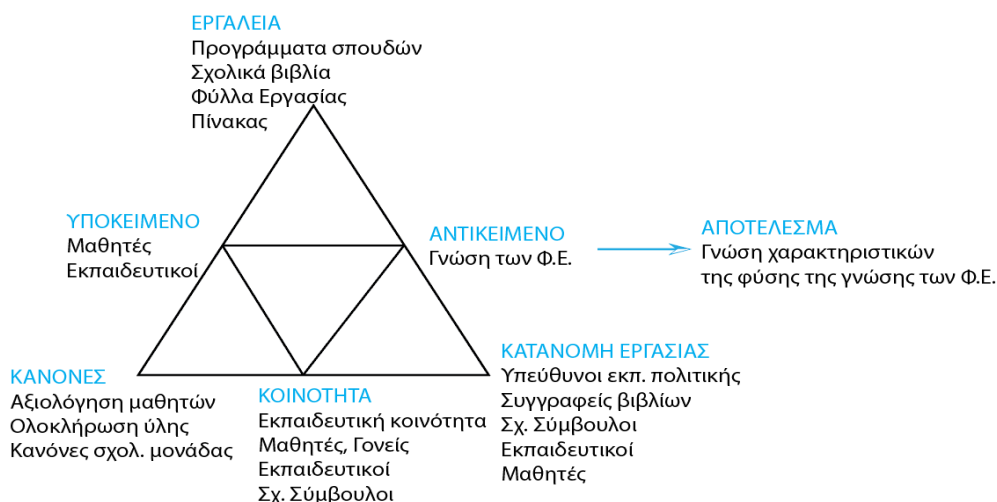 ΕΡΓΑΛΕΙΑ
Προγράμματα σπουδών
Σχολικά βιβλία
Φύλλα Εργασίας
Πίνακας
ΥΠΟΚΕΙΜΕΝΟ
Μαθητές
Εκπαιδευτικοί
ΑΝΤΙΚΕΙΜΕΝΟ
Γνώση των Φ.Ε.
ΑΠΟΤΕΛΕΣΜΑ
Γνώση χαρακτηριστικών
της φύσης της γνώσης των Φ.Ε.
ΚΑΝΟΝΕΣ
Αξιολόγηση μαθητών
Ολοκλήρωση ύλης
Κανόνες σχολ. μονάδας
ΚΟΙΝΟΤΗΤΑ
Εκπαιδευτική κοινότητα
Μαθητές, Γονείς
Εκπαιδευτικοί
Σχ. Σύμβουλοι
ΚΑΤΑΝΟΜΗ ΕΡΓΑΣΙΑΣ
Υπεύθυνοι εκπ. πολιτικής
Συγγραφείς βιβλίων
Σχ. Σύμβουλοι
Εκπαιδευτικοί
Μαθητές